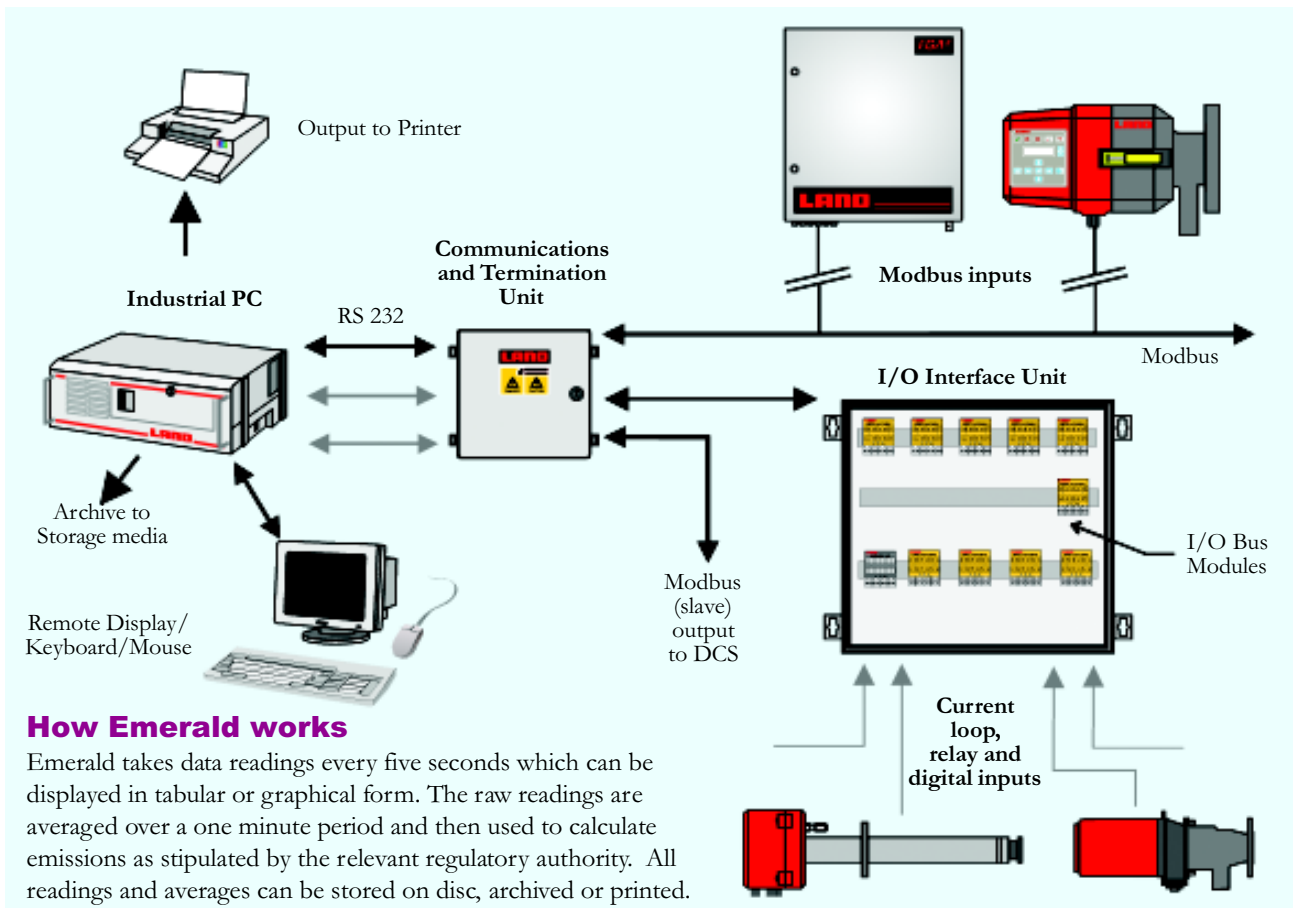 Output to Printer
Communications
and Termination
Unit
Industrial PC
RS 232
LAND
Modbus inputs
LAND
LAND
LAND
Modbus
I/O Interface Unit
Archive to
Storage media
I/O Bus
Modules
Modbus
(slave)
output
to DCS
Remote Display/
Keyboard/Mouse
Current
loop,
relay and
digital inputs
How Emerald works
Emerald takes data readings every five seconds which can be
displayed in tabular or graphical form. The raw readings are
averaged over a one minute period and then used to calculate
emissions as stipulated by the relevant regulatory authority. All
readings and averages can be stored on disc, archived or printed.